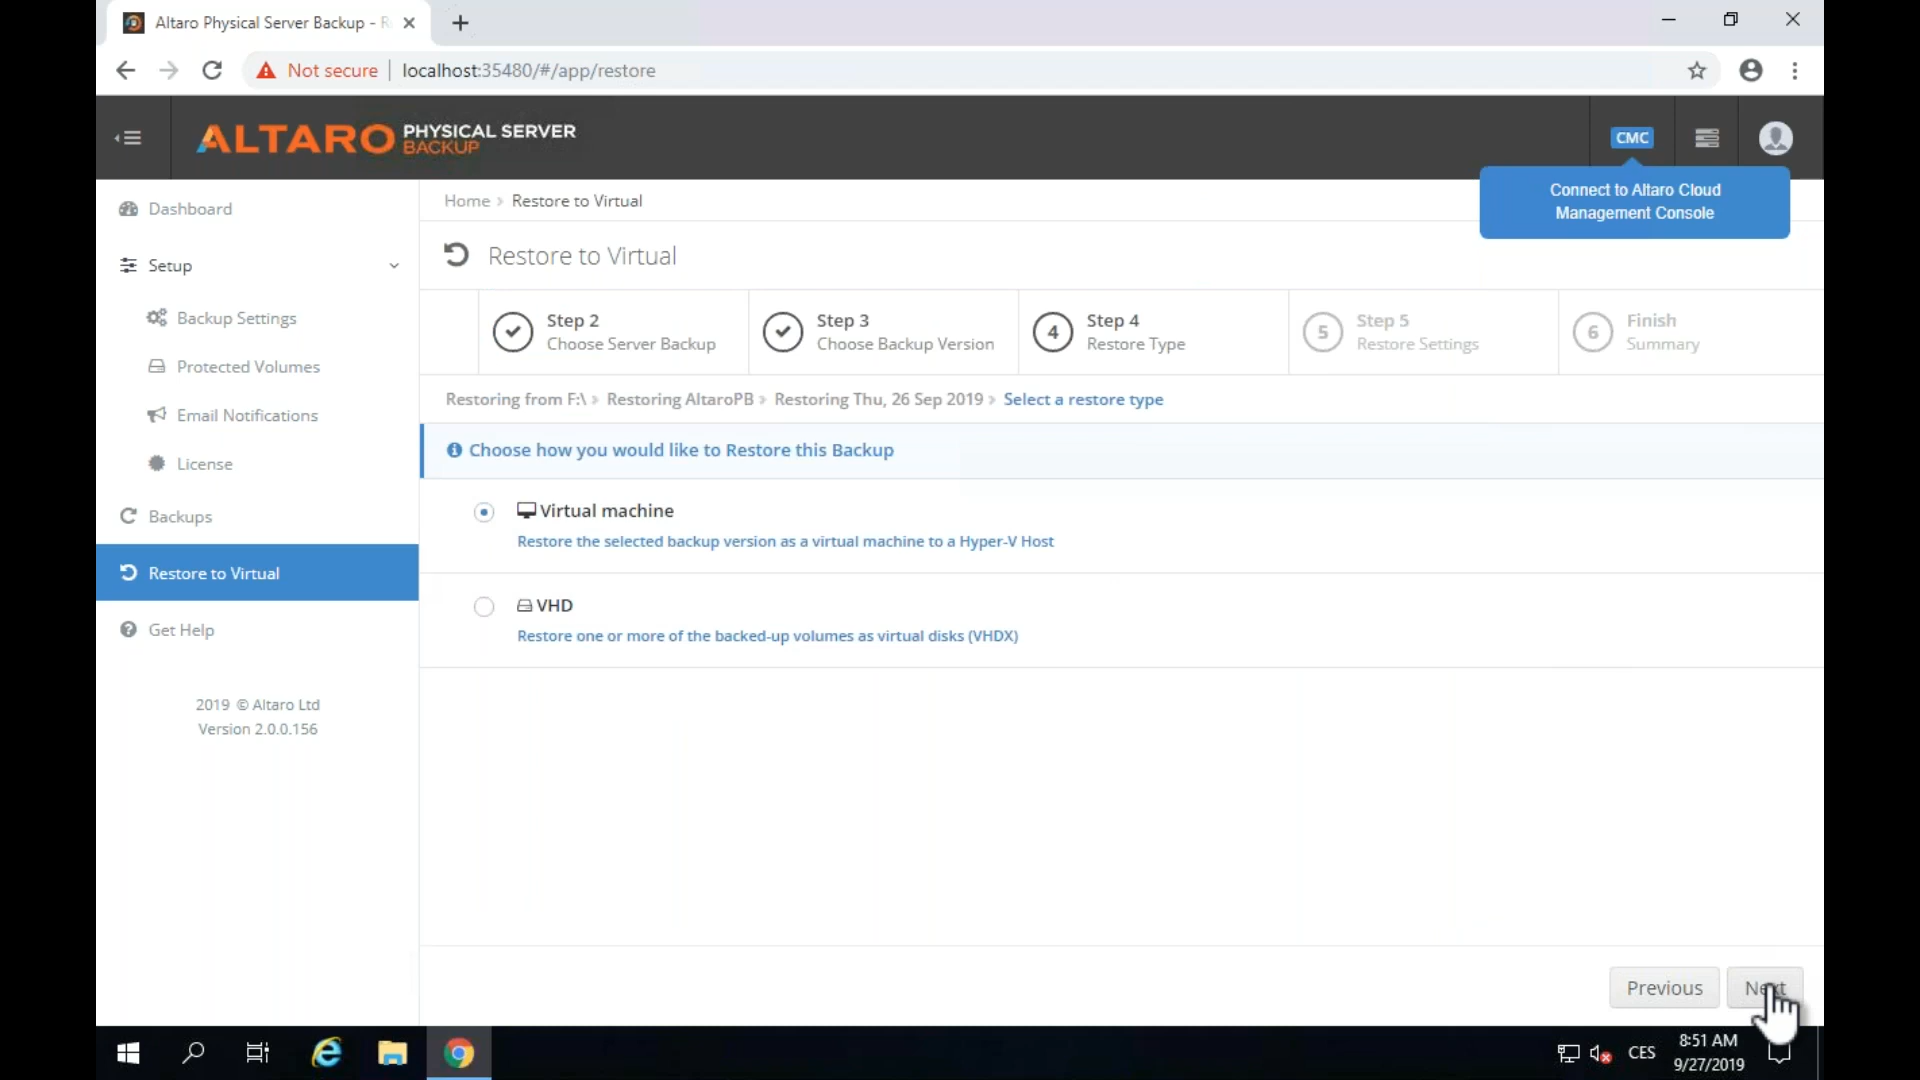 Altaro Physical Server Backup - R
Not secure
localhost:35480/#/app/restore
ALTARO PHYSICAL SERVER BACKUP
CMC
Connect to Altaro Cloud
Management Console
Dashboard
Setup
Backup Settings
Protected Volumes
Email Notifications
License
Backups
Restore to Virtual
Get Help
2019 © Altaro Ltd
Version 2.0.0.156
Home › Restore to Virtual
Restore to Virtual
Step 2
Choose Server Backup
Step 3
Choose Backup Version
4
Step 4
Restore Type
5
Step 5
Restore Settings
6
Finish
Summary
Restoring from F:\ › Restoring AltaroPB › Restoring Thu, 26 Sep 2019 › Select a restore type
Choose how you would like to Restore this Backup
Virtual machine
Restore the selected backup version as a virtual machine to a Hyper-V Host
VHD
Restore one or more of the backed-up volumes as virtual disks (VHDX)
Previous
Next
CES
8:51 AM
9/27/2019